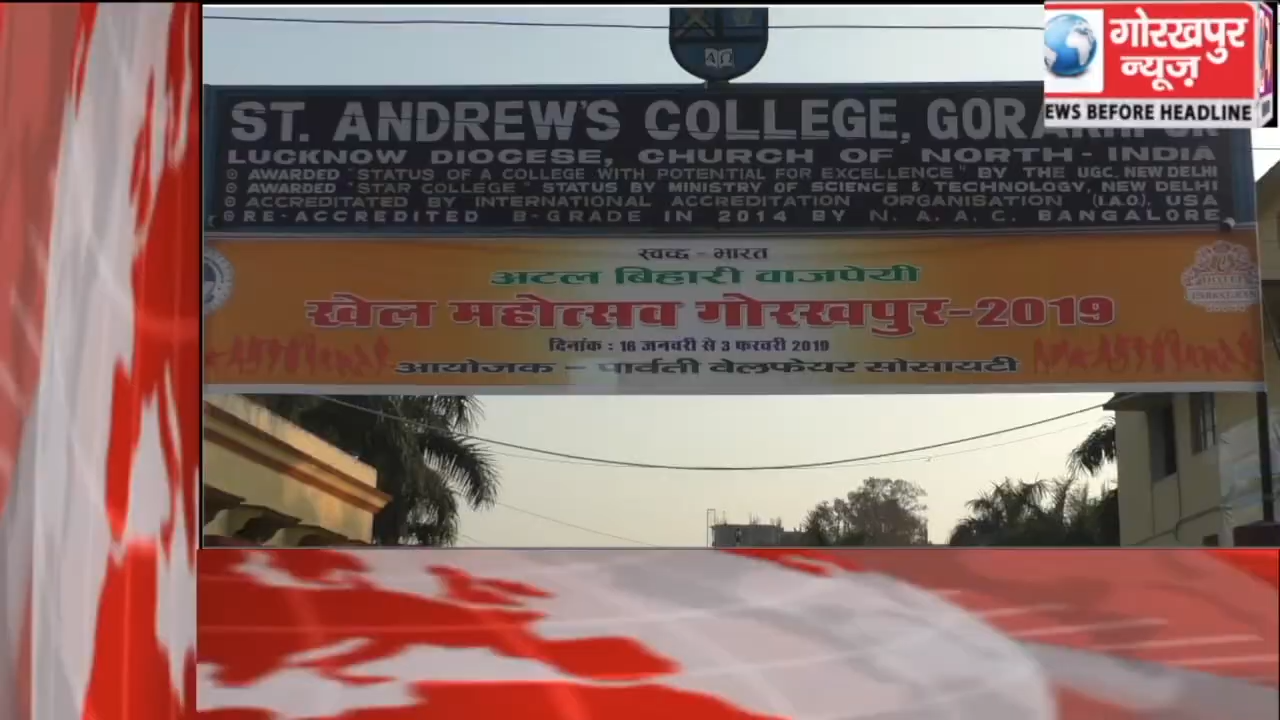 गोरखपुर
न्यूज़
EWS BEFORE HEADLINE
ΑΩ
ST. ANDREW'S COLLEGE,
LUCKNOW DIOCESE, CHURCH OF NORTH-INDIA
AWARDED "STATUS OF A COLLEGE WITH POTENTIAL FOR EXCELLENCE" BY THE UGC. NEW DELHI
AWARDED "STAR COLLEGE" STATUS BY MINISTRY OF SCIENCE & TECHNOLOGY, NEW DELHI
ACCREDITATED BY INTERNATIONAL ACCREDITATION ORGANISATION (I.A.O.), USA
RE-ACCREDITED B-GRADE IN 2014 BY N. A. A. C. BANGALORE.
स्वच्छ - भारत
अटल बिहारी वाजपेयी
खेल महोत्सव गोरखपुर-2019
दिनांक : 16 जनवरी से 3 फरवरी 2019
आयोजक - पार्वती वेलफेयर सोसायटी